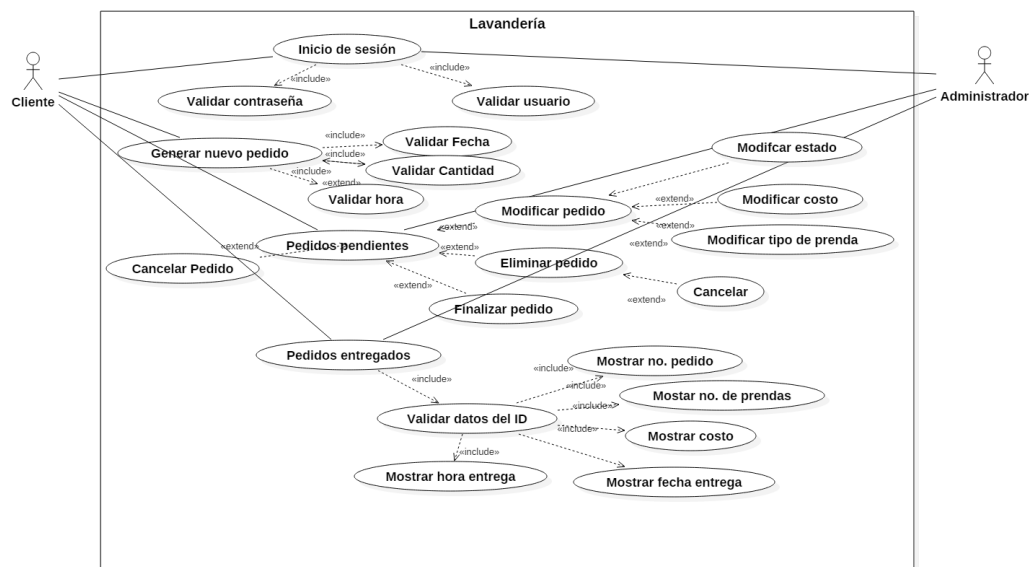 Lavandería
Inicio de sesión
«include»
«include»
Cliente
Administrador
Validar contraseña
Validar usuario
«include»
Validar Fecha
Generar nuevo pedido
«include»
Modifcar estado
«include»
Validar Cantidad
«extend»
Validar hora
«extend»
Modificar costo
Modificar pedido
«extend»
«extend»
Modificar tipo de prenda
«extend»
Pedidos pendientes
«extend»
«extend»
Cancelar Pedido
Eliminar pedido
«extend»
Cancelar
«extend»
Finalizar pedido
Pedidos entregados
Mostrar no. pedido
«include»
«include»
«include»
Mostar no. de prendas
«include»
Validar datos del ID
«include»
Mostrar costo
«include»
Mostrar hora entrega
Mostrar fecha entrega